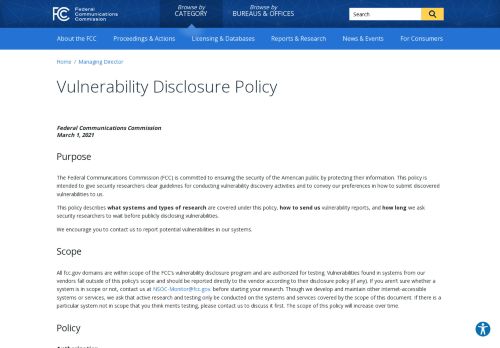 FCC
Federal
Communications
Commission
Browse by
CATEGORY
Browse by
BUREAUS & OFFICES
Search
About the FCC
Proceedings & Actions
Licensing & Databases
Reports & Research
News & Events
For Consumers
Home / Managing Director
Vulnerability Disclosure Policy
Federal Communications Commission
March 1, 2021
Purpose
The Federal Communications Commission (FCC) is committed to ensuring the security of the American public by protecting their information. This policy is
intended to give security researchers clear guidelines for conducting vulnerability discovery activities and to convey our preferences in how to submit discovered
vulnerabilities to us.
This policy describes what systems and types of research are covered under this policy, how to send us vulnerability reports, and how long we ask
security researchers to wait before publicly disclosing vulnerabilities.
We encourage you to contact us to report potential vulnerabilities in our systems.
Scope
All fcc.gov domains are within scope of the FCC's vulnerability disclosure program and are authorized for testing. Vulnerabilities found in systems from our
vendors fall outside of this policy's scope and should be reported directly to the vendor according to their disclosure policy (if any). If you aren't sure whether a
system is in scope or not, contact us at NSOC-Monitor@fcc.gov before starting your research. Though we develop and maintain other internet-accessible
systems or services, we ask that active research and testing only be conducted on the systems and services covered by the scope of this document. If there is a
particular system not in scope that you think merits testing, please contact us to discuss it first. The scope of this policy will increase over time.
Policy